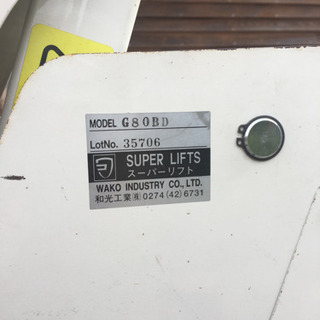 MODEL G80BD
LotNo. 35706
SUPER LIFTS
スーパーリフト
WAKO INDUSTRY CO.,LTD.
和光工業㈲ 0274(42)6731